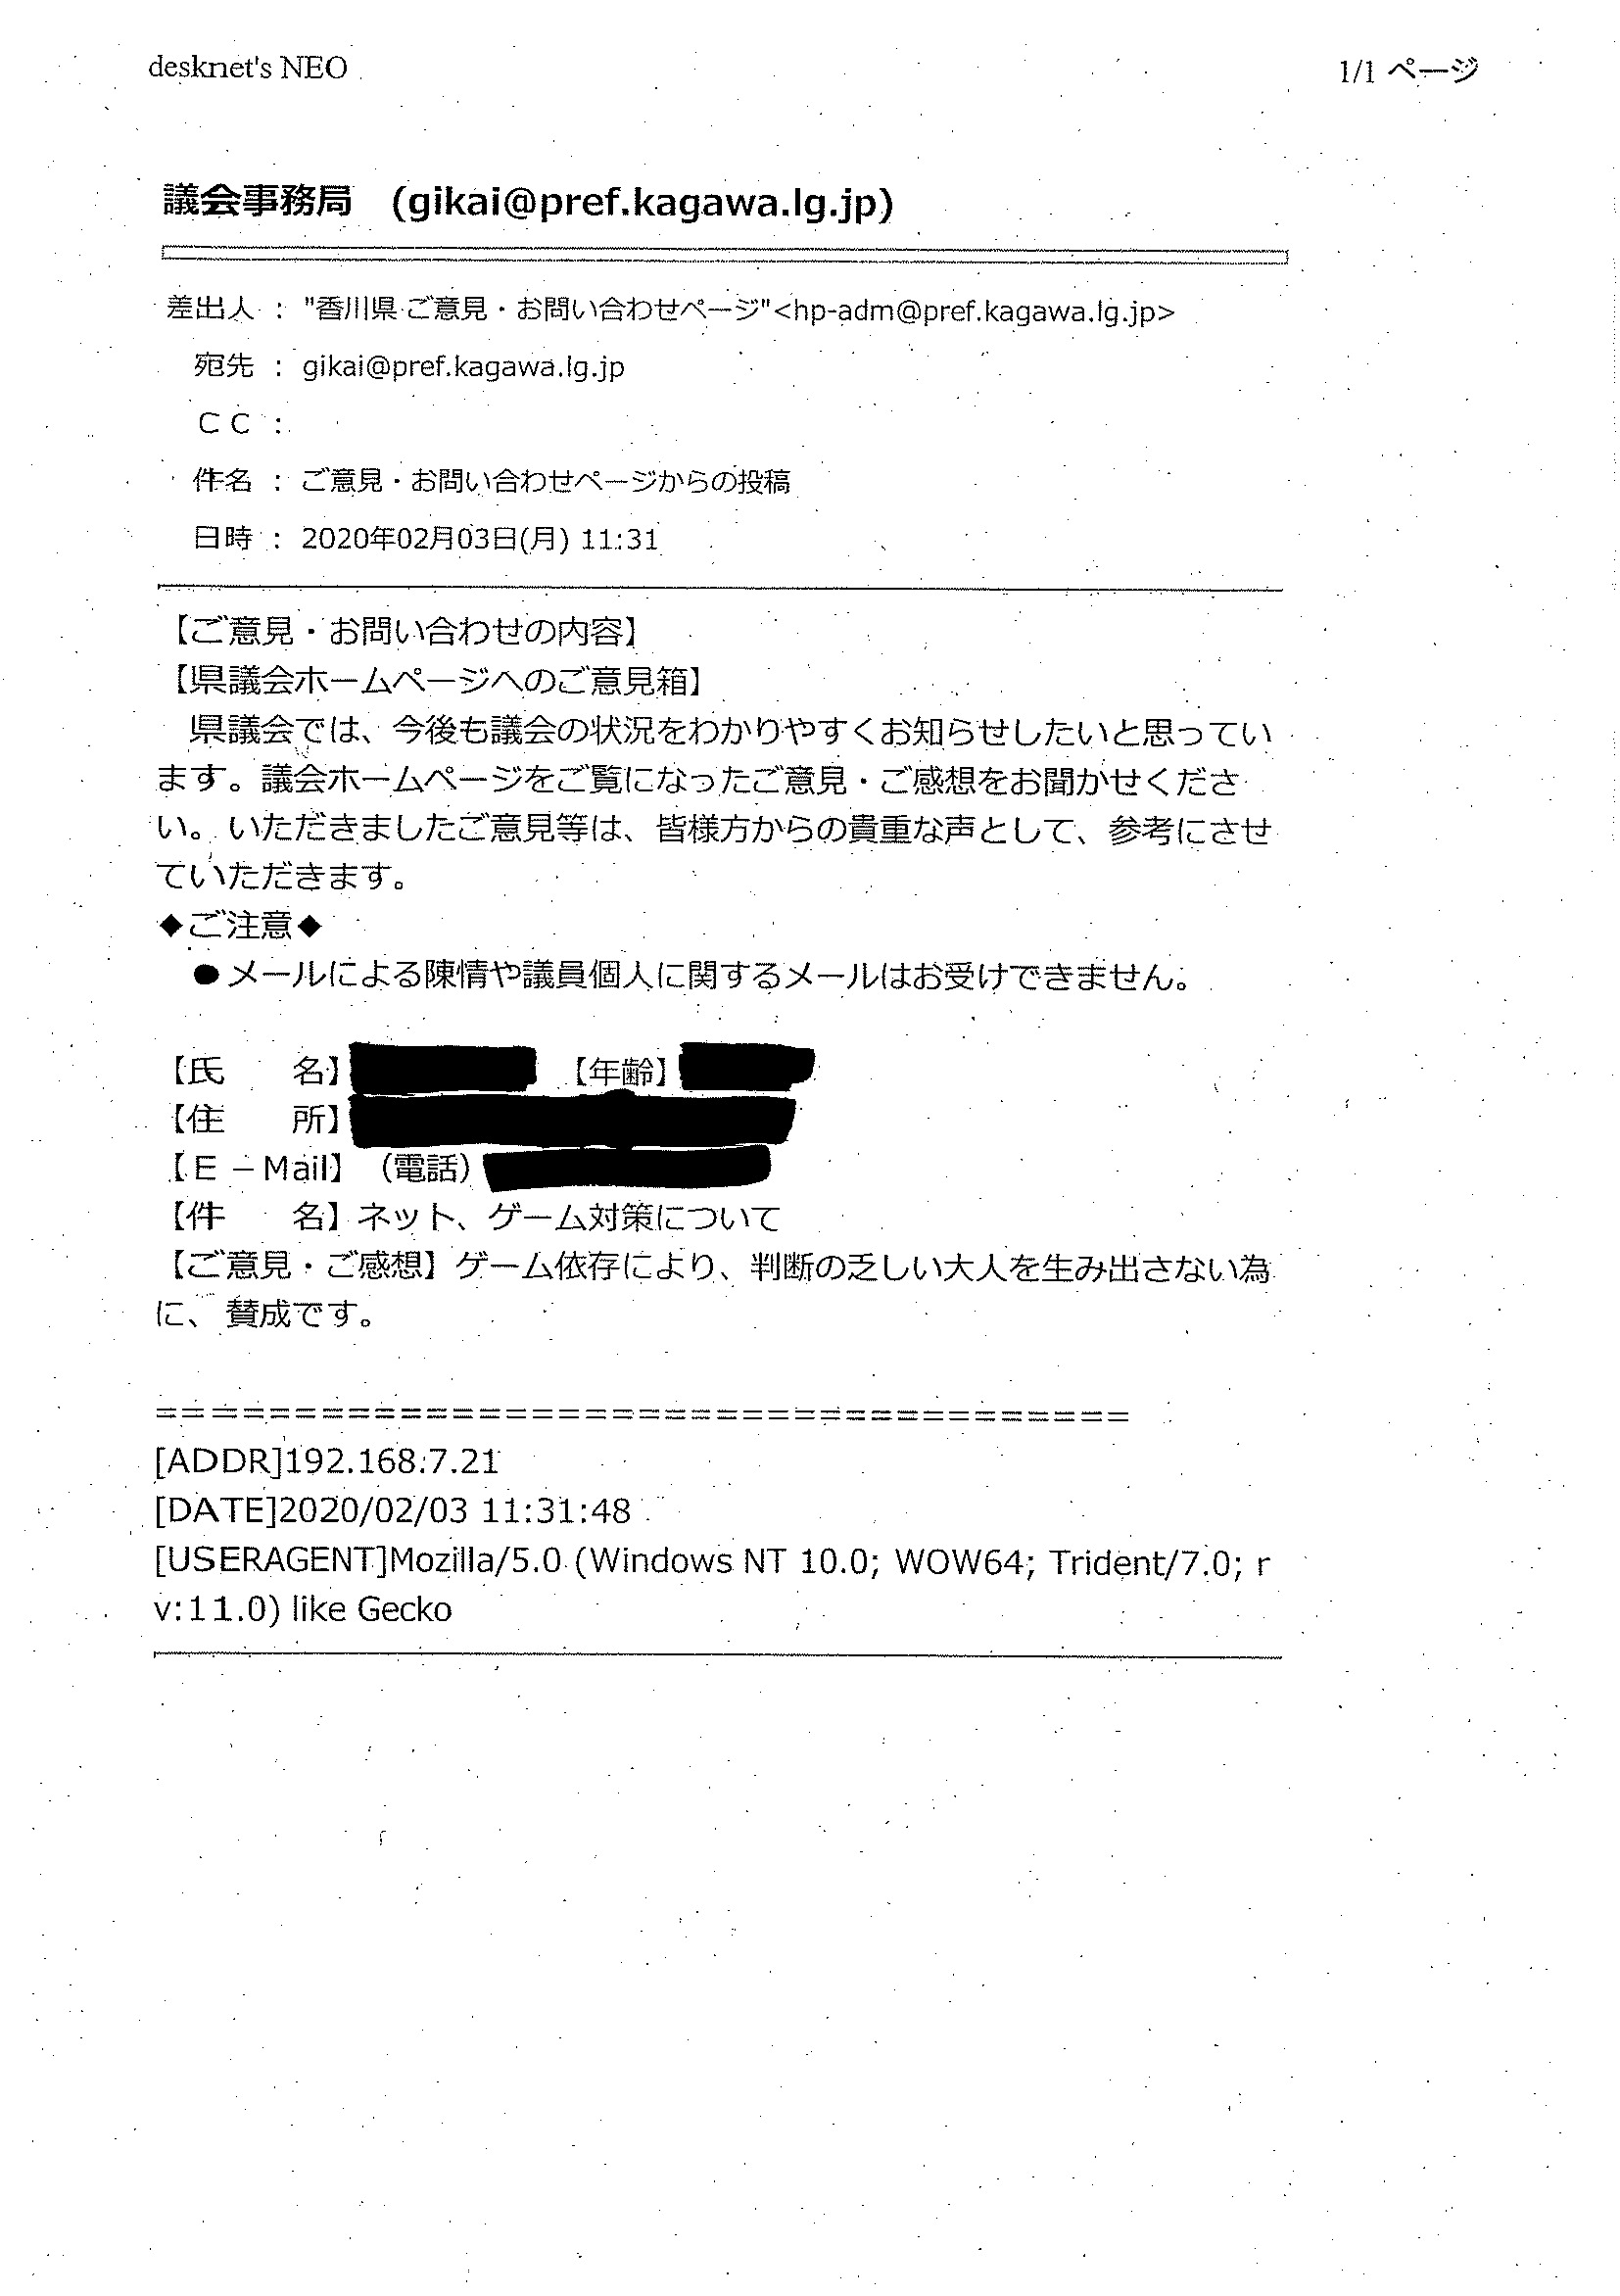 desknet's NEO
1/1 ページ
議会事務局 (gikai@pref.kagawa.lg.jp)
差出人 : "香川県 ご意見・お問い合わせページ"<hp-adm@pref.kagawa.lg.jp>
宛先 : gikai@pref.kagawa.lg.jp
ＣＣ :
件名 : ご意見・お問い合わせページからの投稿
日時 : 2020年02月03日(月) 11:31
【ご意見・お問い合わせの内容】
【県議会ホームページへのご意見箱】
　県議会では、今後も議会の状況をわかりやすくお知らせしたいと思ってい
ます。議会ホームページをご覧になったご意見・ご感想をお聞かせくださ
い。いただきましたご意見等は、皆様方からの貴重な声として、参考にさせ
ていただきます。
◆ご注意◆
　●メールによる陳情や議員個人に関するメールはお受けできません。
【氏　　名】 【年齢】
【住　　所】
【Ｅ－Mail】（電話）
【件　　名】ネット、ゲーム対策について
【ご意見・ご感想】ゲーム依存により、判断の乏しい大人を生み出さない為
に、賛成です。
=====================================
[ADDR]192.168.7.21
[DATE]2020/02/03 11:31:48
[USERAGENT]Mozilla/5.0 (Windows NT 10.0; WOW64; Trident/7.0; r
v:11.0) like Gecko